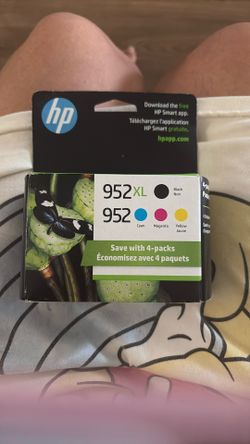 hp
Download the free
HP Smart app.
Téléchargez l'appli
HP Smart gratuite.
hpapp.com
952XL
Black
Noir
952
Cyan
Magenta
Yellow
Jaune
Save with 4-packs
Économisez avec 4 paquets